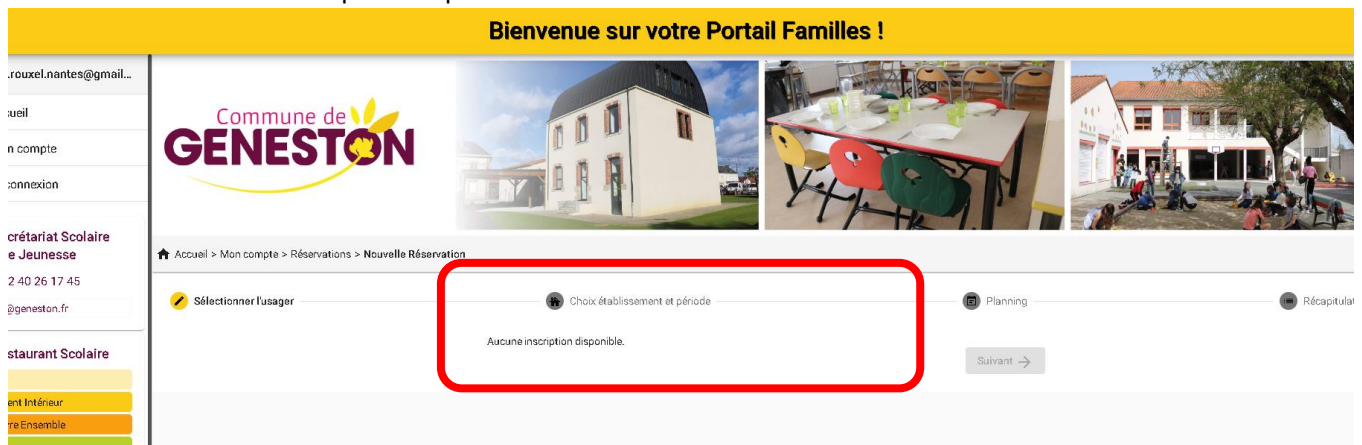 Bienvenue sur votre Portail Familles !
.rouxel.nantes@gmail...
cueil
n compte
connexion
Commune de
GENESTON
crétariat Scolaire
e Jeunesse
2 40 26 17 45
@geneston.fr
staurant Scolaire
ent Intérieur
re Ensemble
Accueil > Mon compte > Réservations > Nouvelle Réservation
Sélectionner l'usager
Choix établissement et période
Planning
Récapitulat
Aucune inscription disponible.
Suivant →